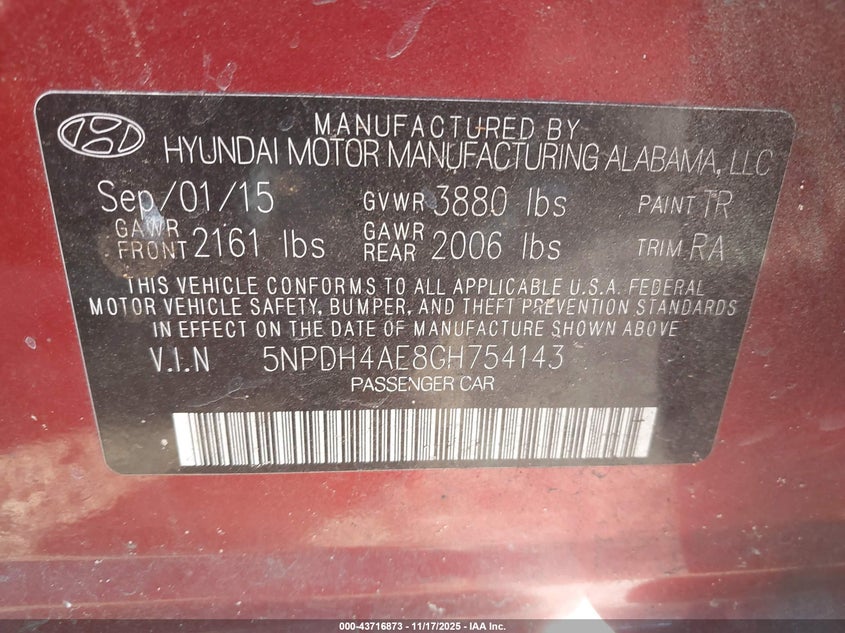 MANUFACTURED BY
HYUNDAI MOTOR MANUFACTURING ALABAMA, LLC
Sep/01/15 GVWR 3880 lbs PAINT TR
GAWR FRONT 2161 lbs GAWR REAR 2006 lbs TRIM RA
THIS VEHICLE CONFORMS TO ALL APPLICABLE U.S.A. FEDERAL
MOTOR VEHICLE SAFETY, BUMPER, AND THEFT PREVENTION STANDARDS
IN EFFECT ON THE DATE OF MANUFACTURE SHOWN ABOVE
V.I.N 5NPDH4AE8GH754143
PASSENGER CAR
000-43716873 - 11/17/2025 - IAA Inc.